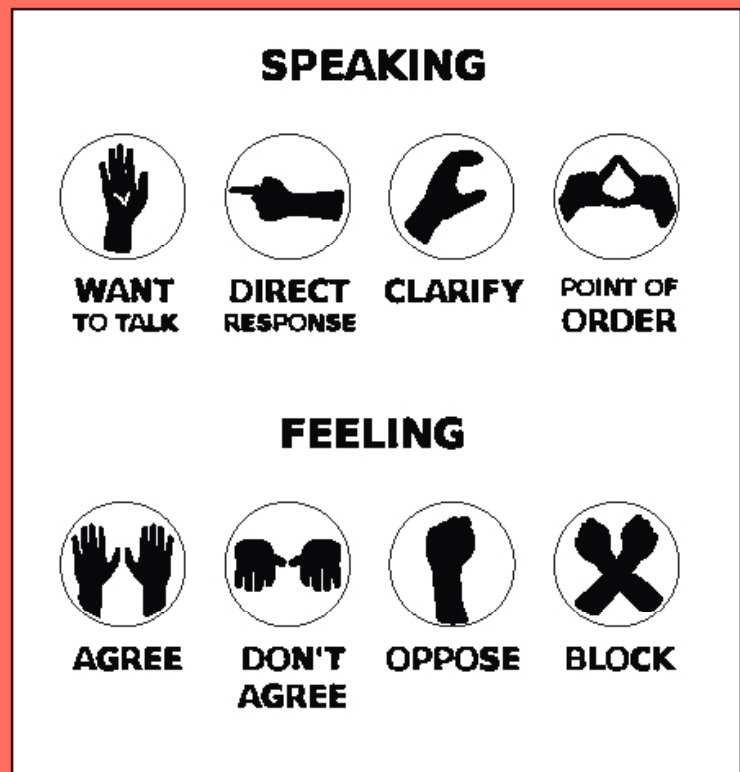 SPEAKING
WANT
TO TALK
DIRECT
RESPONSE
CLARIFY
POINT OF
ORDER
FEELING
AGREE
DON'T
AGREE
OPPOSE
BLOCK